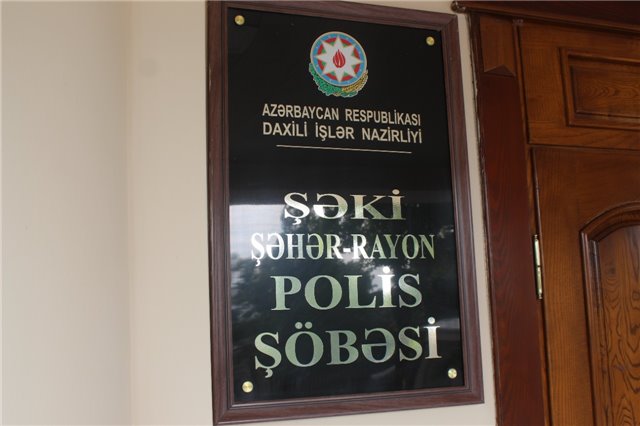 AZƏRBAYCAN RESPUBLİKASI
DAXİLİ İŞLƏR NAZİRLİYİ
ŞƏKİ
ŞƏHƏR-RAYON
POLİS
ŞÖBƏSİ